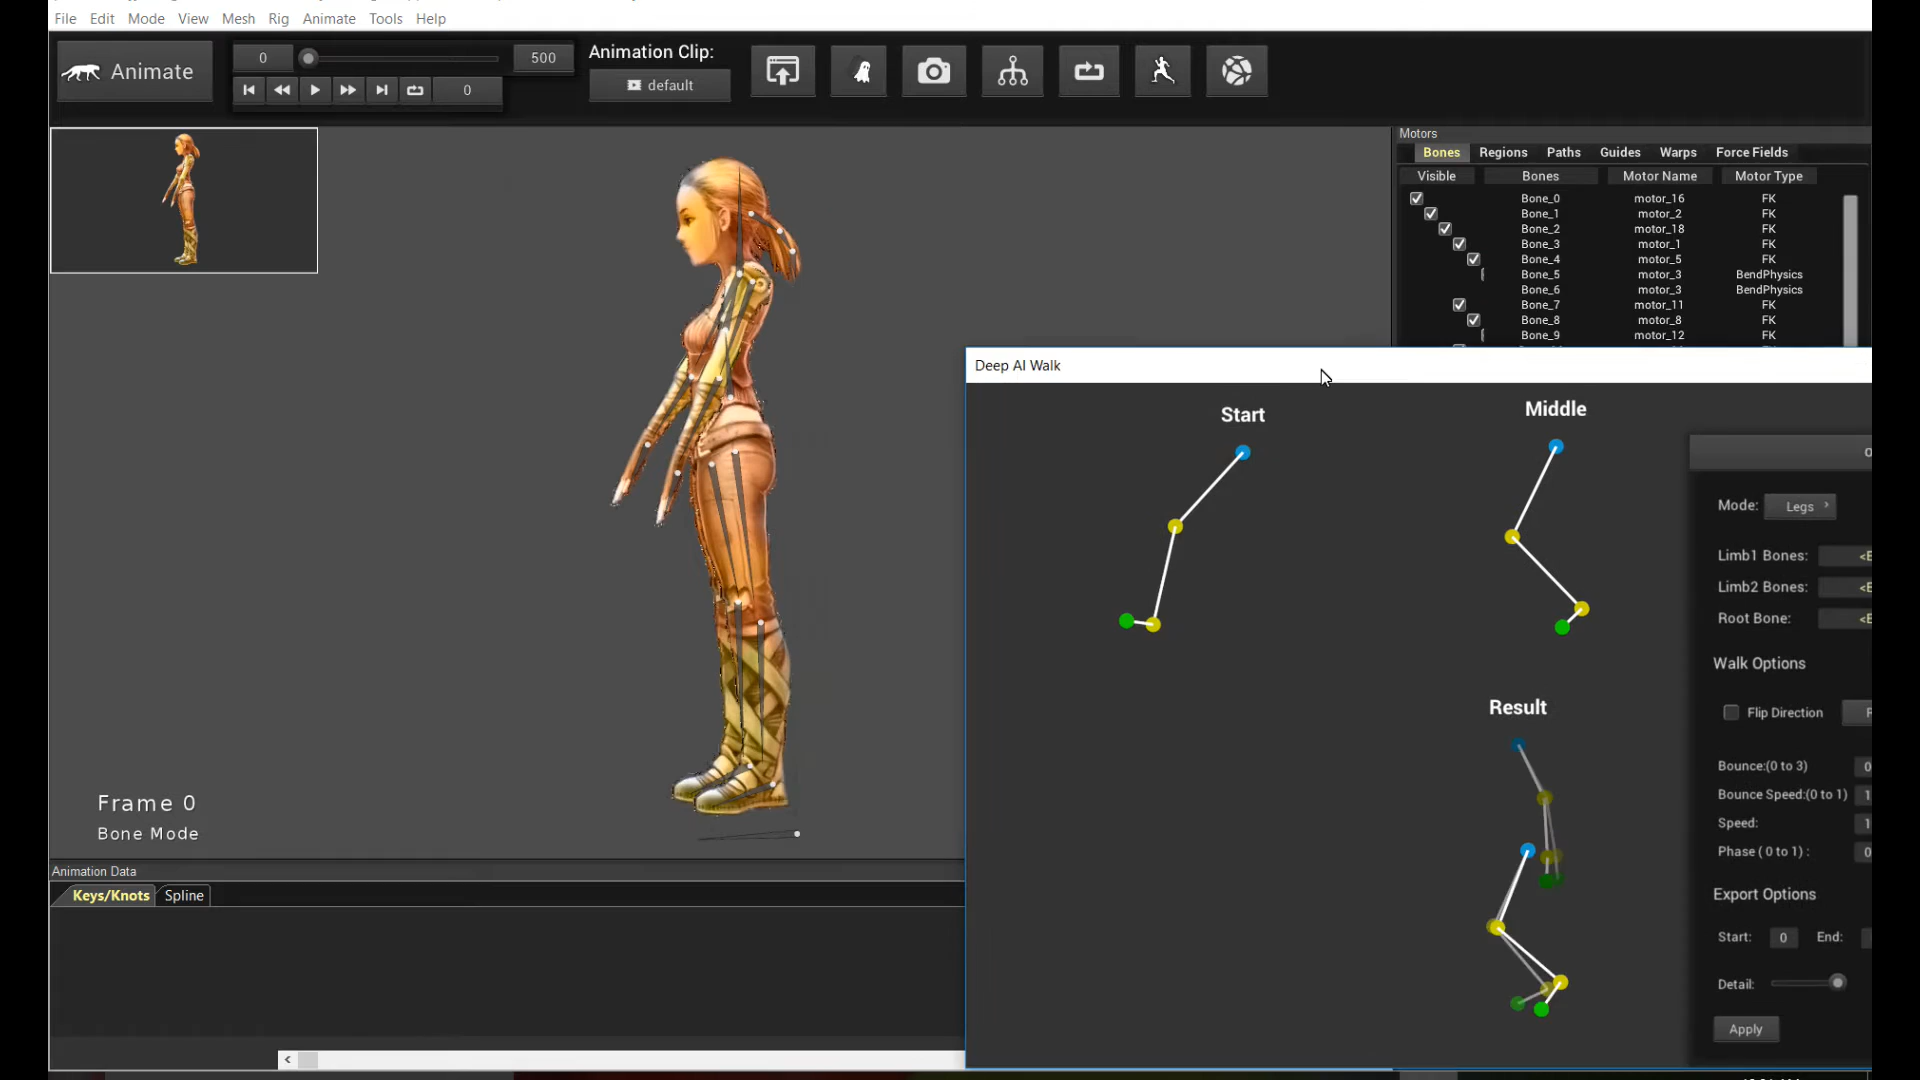 File Edit Mode View Mesh Rig Animate Tools Help
Animate
0
500
0
Animation Clip:
default
Motors
Bones Regions Paths Guides Warps Force Fields
Visible Bones Motor Name Motor Type
Bone_0 motor_16 FK
Bone_1 motor_2 FK
Bone_2 motor_18 FK
Bone_3 motor_1 FK
Bone_4 motor_5 FK
Bone_5 motor_3 BendPhysics
Bone_6 motor_3 BendPhysics
Bone_7 motor_11 FK
Bone_8 motor_8 FK
Bone_9 motor_12 FK
Deep AI Walk
Start
Middle
Result
Mode: Legs
Limb1 Bones:
Limb2 Bones:
Root Bone:
Walk Options
Flip Direction
Bounce:(0 to 3)
Bounce Speed:(0 to 1)
Speed:
Phase ( 0 to 1) :
Export Options
Start: 0 End:
Detail:
Apply
Frame 0
Bone Mode
Animation Data
Keys/Knots Spline